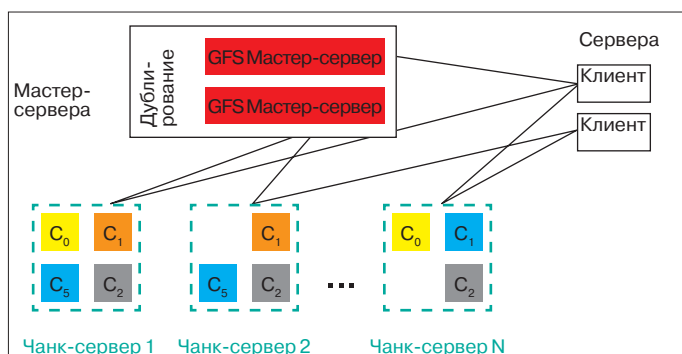 Сервера
GFS Мастер-сервер
Клиент
Мастер-
сервера
Дубли-
рование
GFS Мастер-сервер
Клиент
C₀ C₁ C₁ C₀ C₁
C₅ C₂ C₅ C₂ ... C₂
Чанк-сервер 1 Чанк-сервер 2 Чанк-сервер N